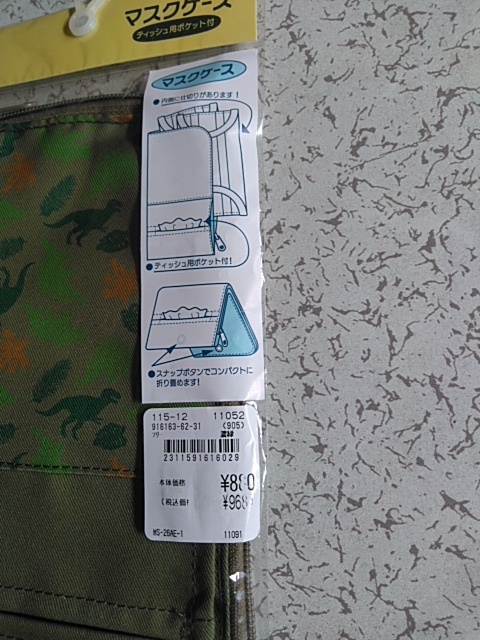 マスクケース
ティッシュ用ポケット付
マスクケース
●内側に仕切りがあります!
●ティッシュ用ポケット付!
●スナップボタンでコンパクトに
折り畳めます!
115-12 11052
916163-62-31 (905)
フリー
2311591616029
本体価格 ¥880
(税込価格 ¥968
MS-26AE-1 11091